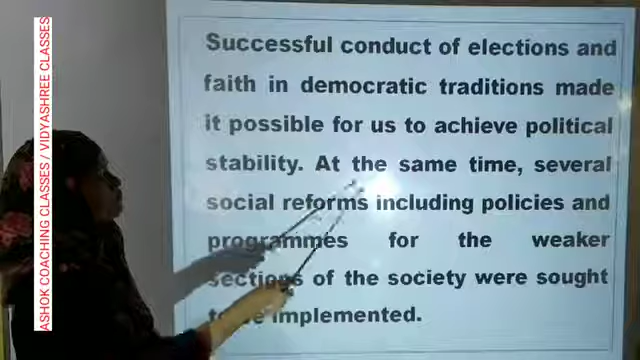 ASHOK COACHING CLASSES / VIDYASHREE CLASSES
Successful conduct of elections and
faith in democratic traditions made
it possible for us to achieve political
stability. At the same time, several
social reforms including policies and
programmes for the weaker
sections of the society were sought
to be implemented.